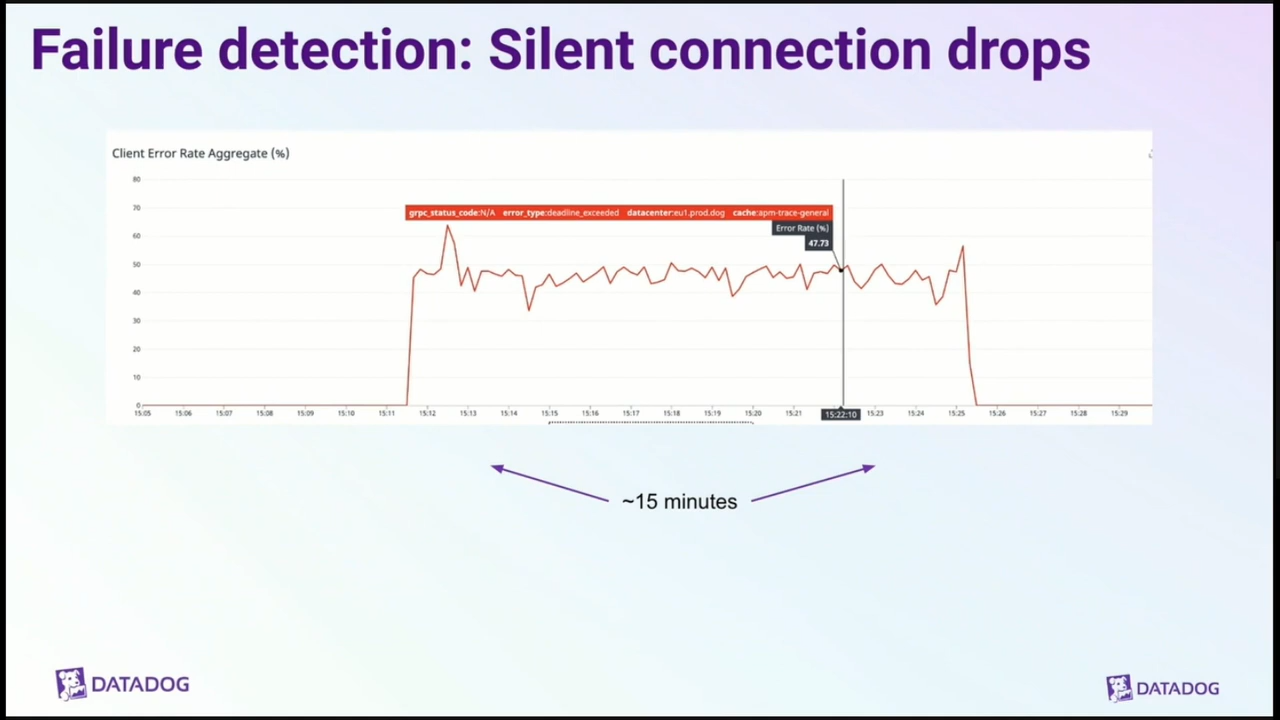 Failure detection: Silent connection drops
Client Error Rate Aggregate (%)
80
70
60
50
40
30
20
10
0
grpc_status_code:N/A error_type:deadline_exceeded datacenter:eu1.prod.dog cache:apm-trace-general
Error Rate (%)
47.73
15:05 15:06 15:07 15:08 15:09 15:10 15:11 15:12 15:13 15:14 15:15 15:16 15:17 15:18 15:19 15:20 15:21 15:22:10 15:23 15:24 15:25 15:26 15:27 15:28 15:29
~15 minutes
DATADOG
DATADOG